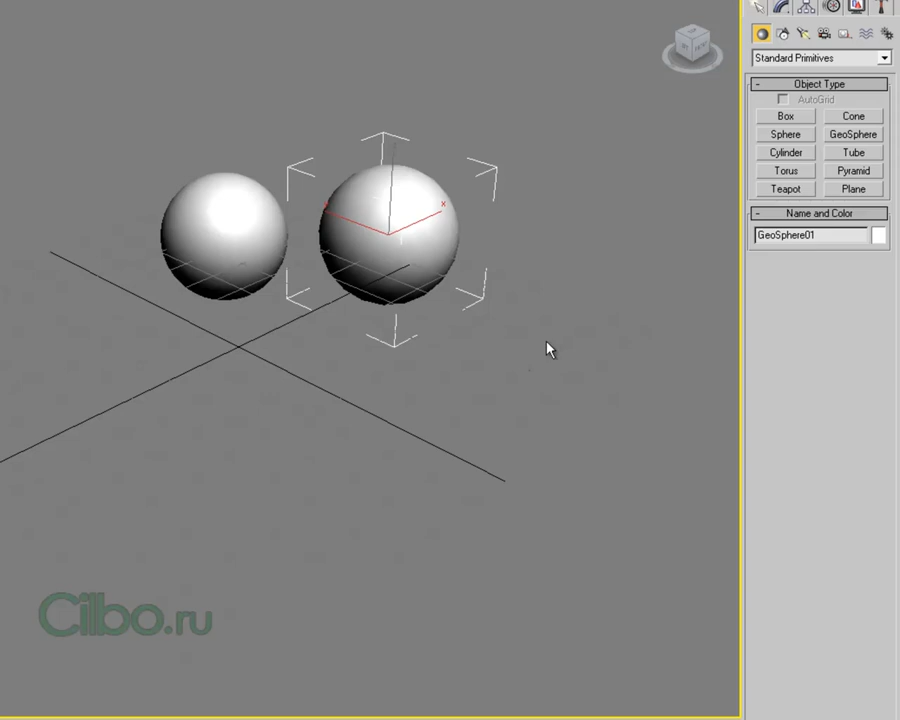 Standard Primitives
- Object Type
AutoGrid
Box Cone
Sphere GeoSphere
Cylinder Tube
Torus Pyramid
Teapot Plane
- Name and Color
GeoSphere01
x
Cilbo.ru